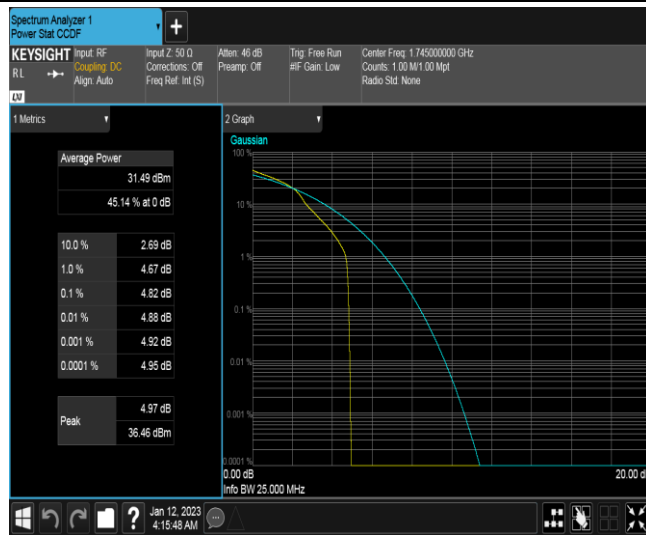 Spectrum Analyzer 1
Power Stat CCDF
+
KEYSIGHT
RL
LXI
Input: RF
Coupling: DC
Align: Auto
Input Z: 50 Ω
Corrections: Off
Freq Ref: Int (S)
Atten: 46 dB
Preamp: Off
Trig: Free Run
#IF Gain: Low
Center Freq: 1.745000000 GHz
Counts: 1.00 M/1.00 Mpt
Radio Std: None
1 Metrics
Average Power
31.49 dBm
45.14 % at 0 dB
10.0 % 2.69 dB
1.0 % 4.67 dB
0.1 % 4.82 dB
0.01 % 4.88 dB
0.001 % 4.92 dB
0.0001 % 4.95 dB
Peak 4.97 dB
36.46 dBm
2 Graph
Gaussian
100 %
10 %
1 %
0.1 %
0.01 %
0.001 %
0.0001 %
0.00 dB
20.00 d
Info BW 25.000 MHz
?
Jan 12, 2023
4:15:48 AM